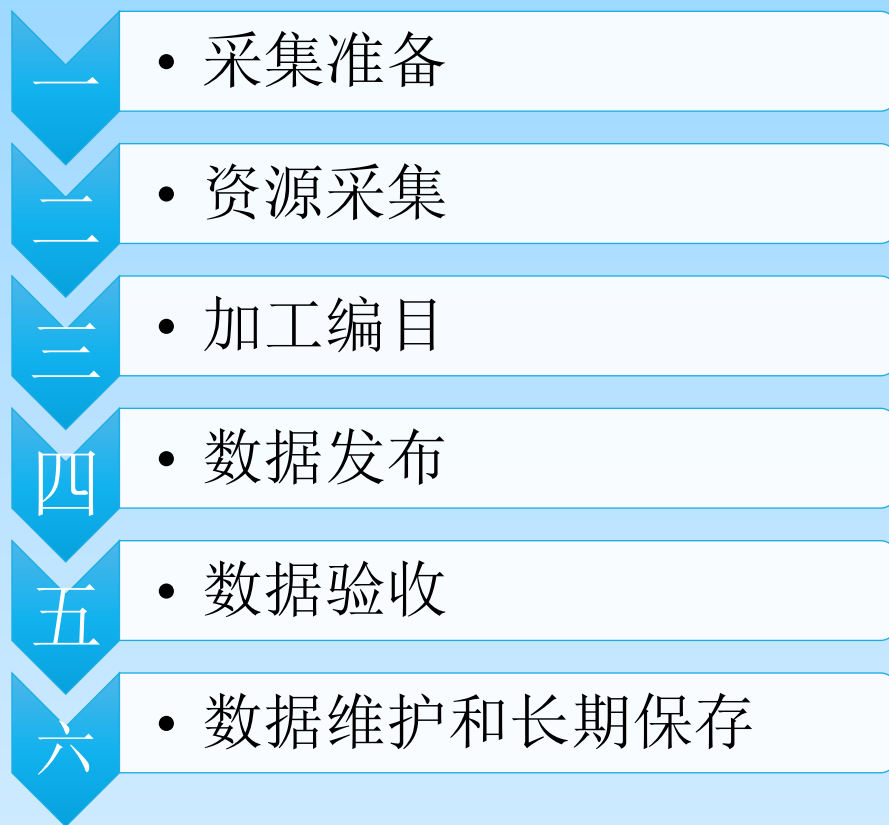 一
• 采集准备
二
• 资源采集
三
• 加工编目
四
• 数据发布
五
• 数据验收
六
• 数据维护和长期保存